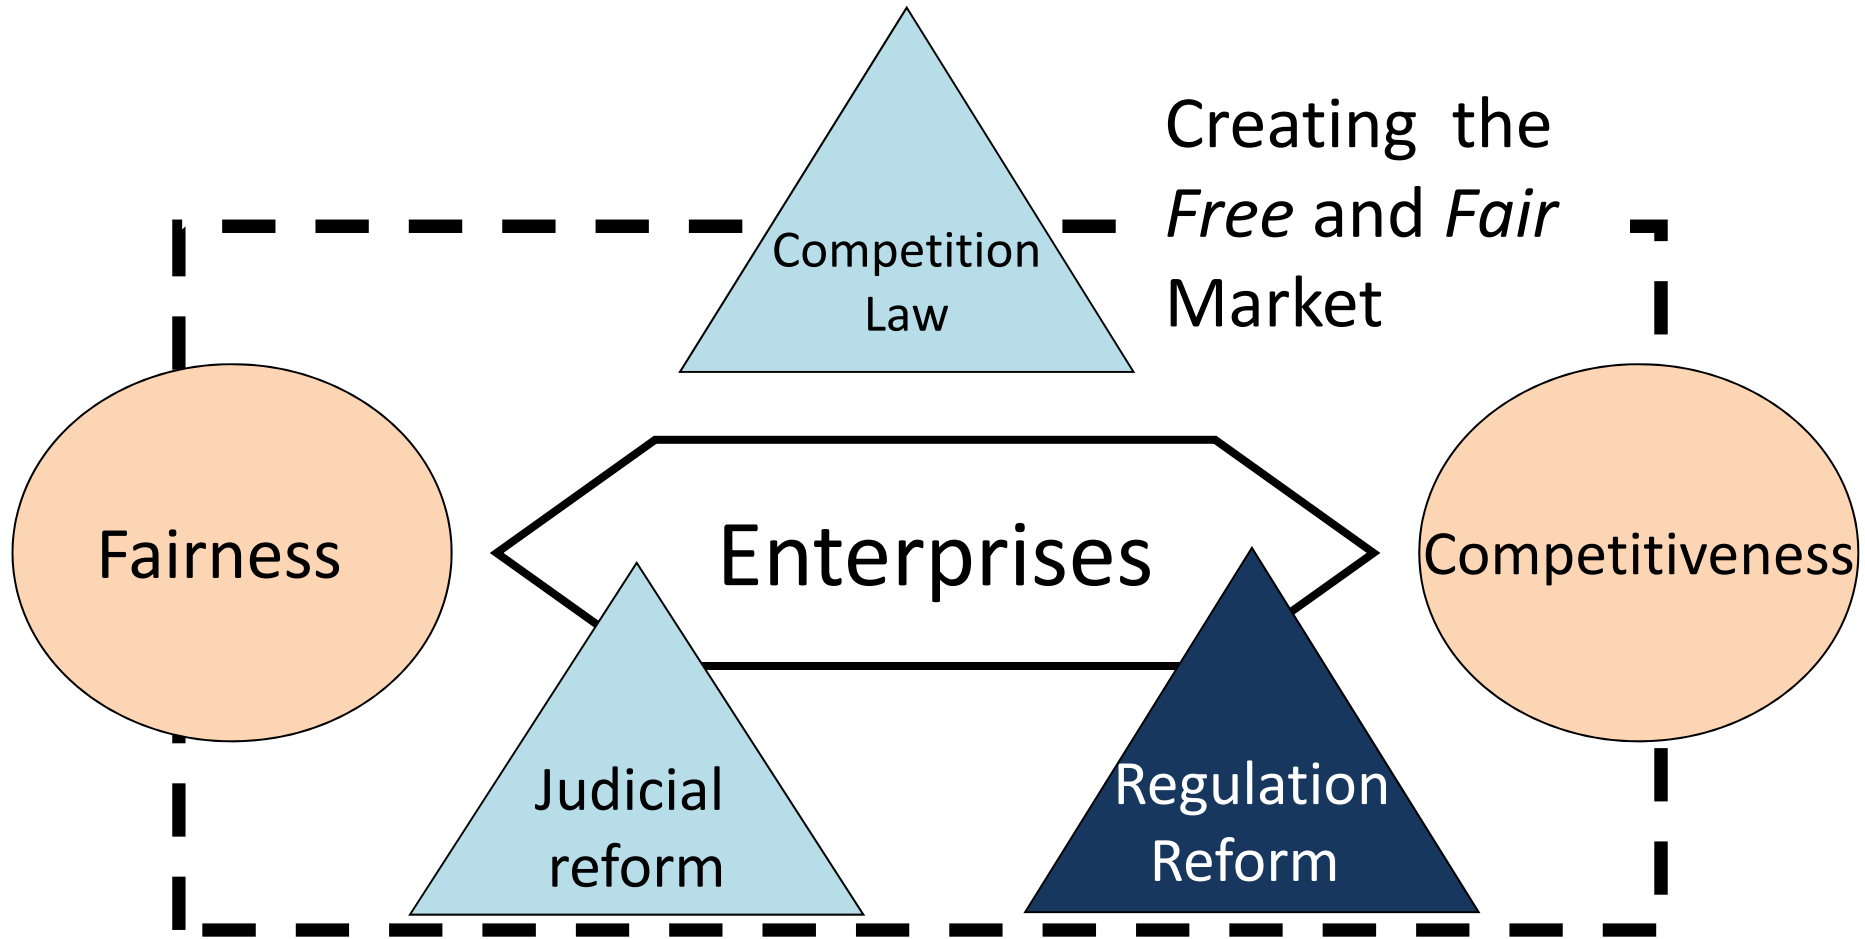 Creating the
Free and Fair
Market
Competition
Law
Fairness
Enterprises
Competitiveness
Judicial
reform
Regulation
Reform